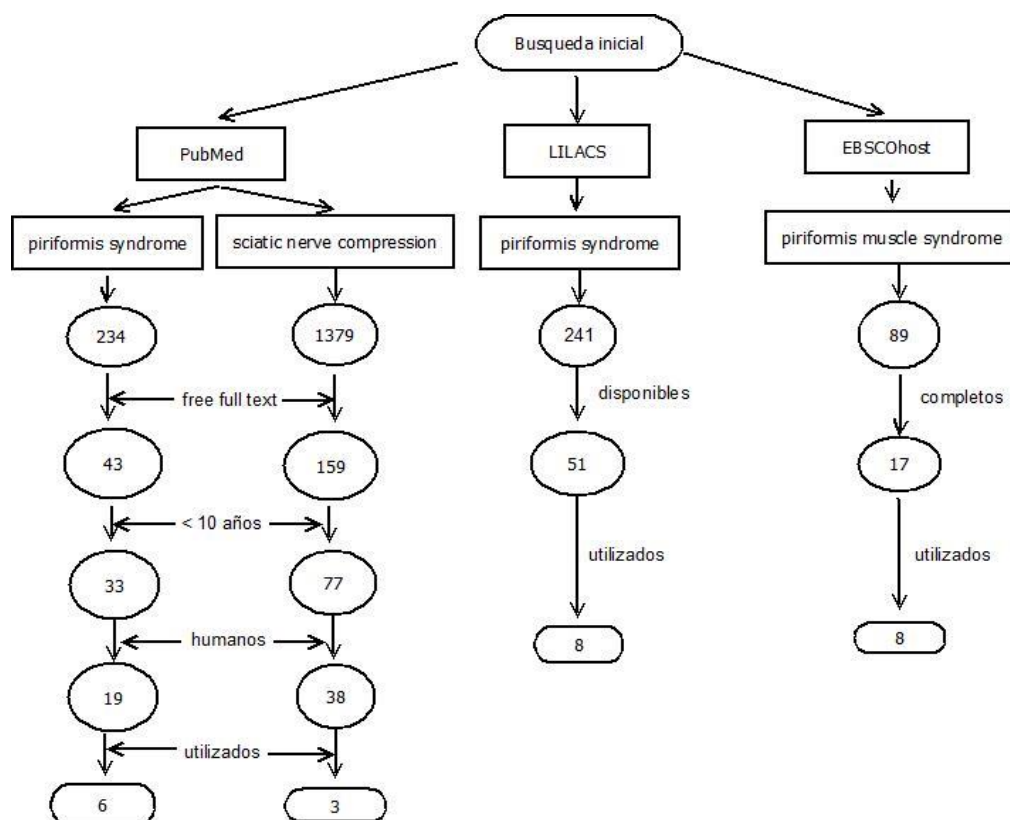 Busqueda inicial
PubMed
LILACS
EBSCOhost
piriformis syndrome
sciatic nerve compression
piriformis syndrome
piriformis muscle syndrome
234
1379
241
89
free full text
disponibles
completos
43
159
51
17
< 10 años
utilizados
utilizados
33
77
humanos
8
8
19
38
utilizados
6
3